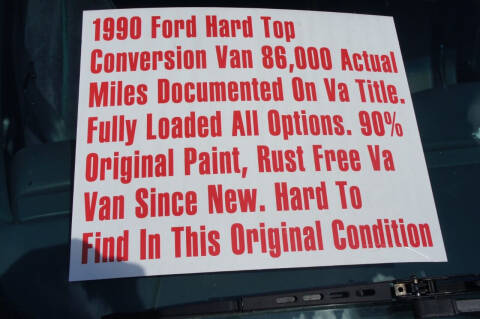 1990 Ford Hard Top
Conversion Van 86,000 Actual
Miles Documented On Va Title.
Fully Loaded All Options. 90%
Original Paint, Rust Free Va
Van Since New. Hard To
Find In This Original Condition